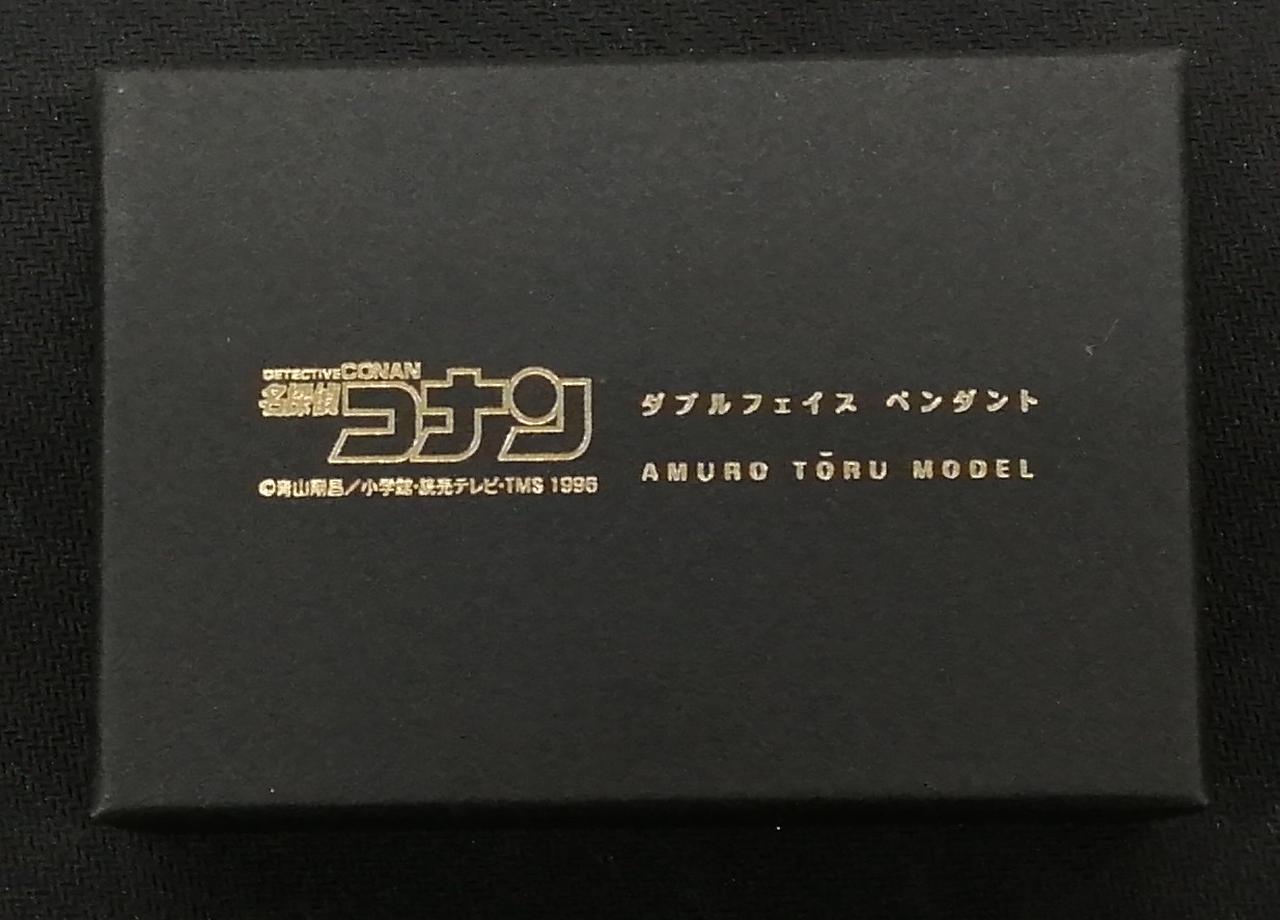 DETECTIVE CONAN
名探偵コナン
©青山剛昌／小学館・読売テレビ・TMS 1996
ダブルフェイス ペンダント
AMURO TŌRU MODEL